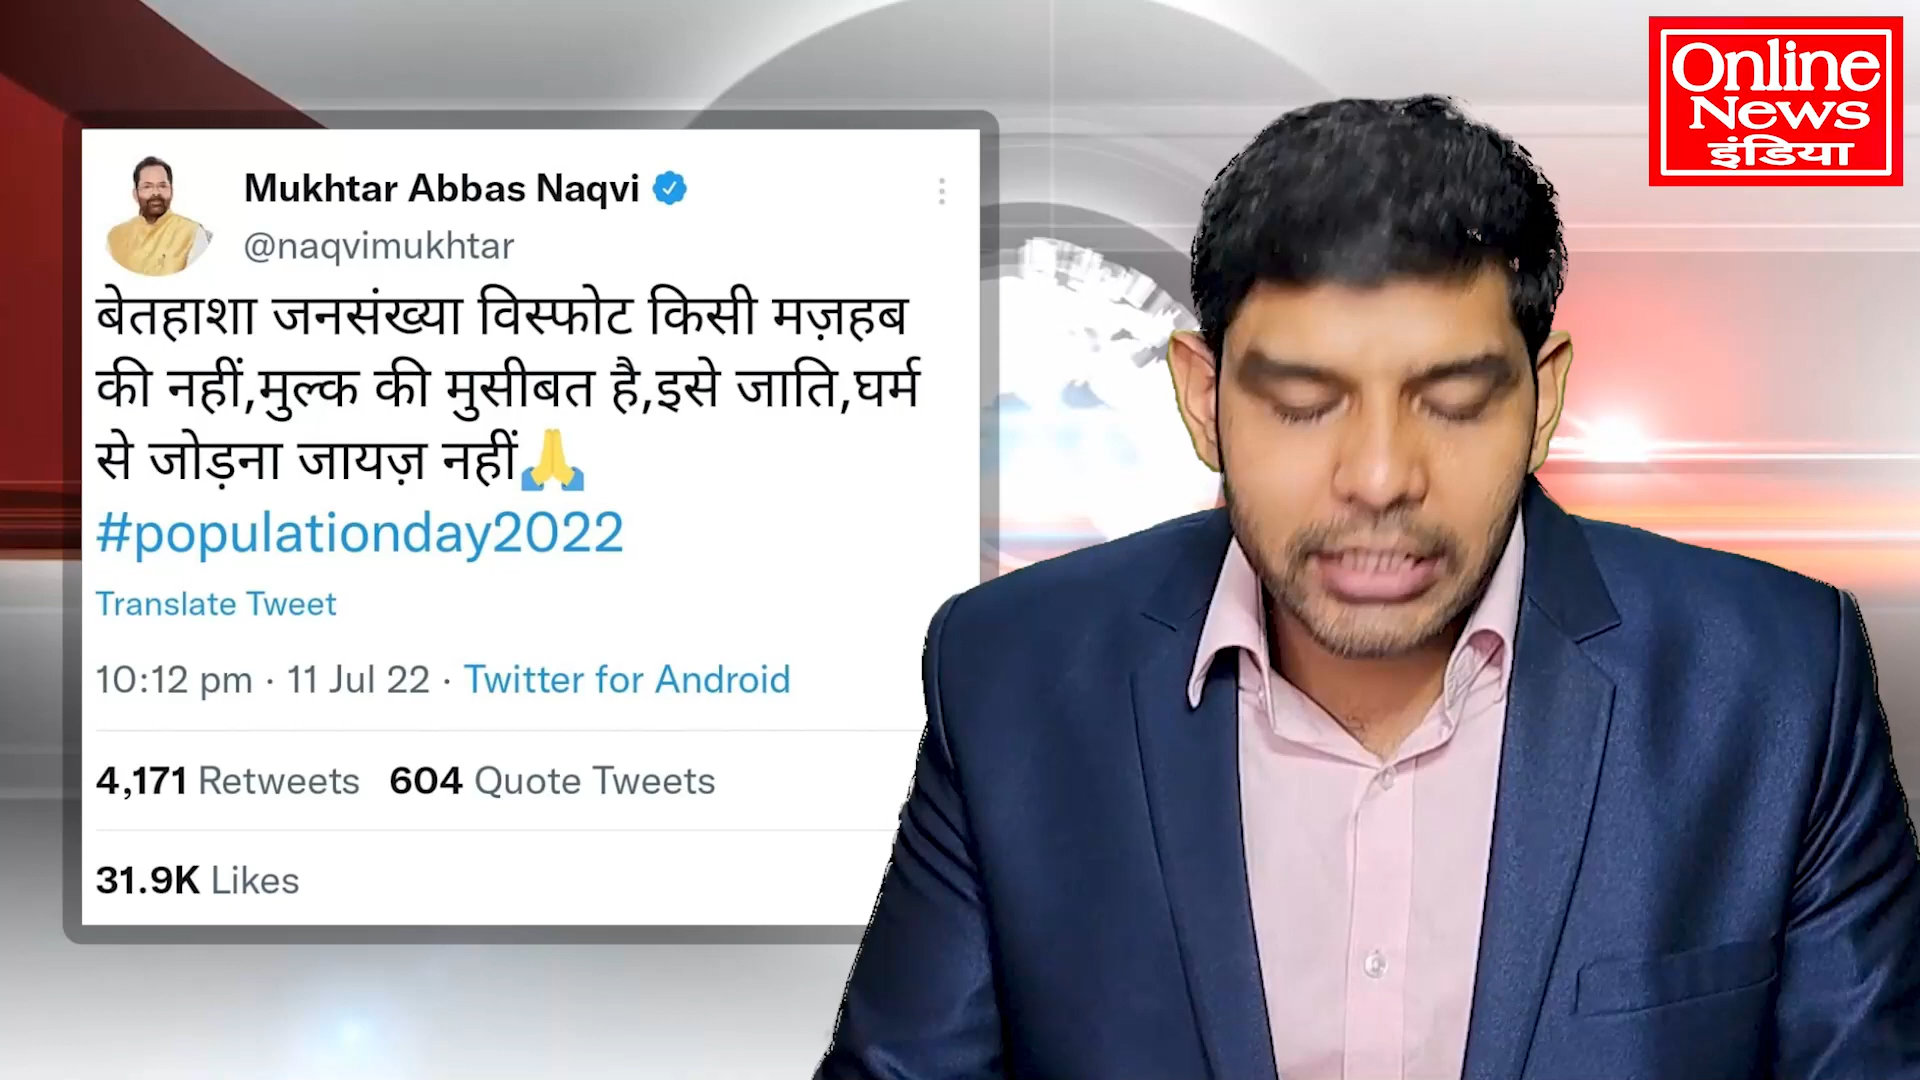 Online
News
इंडिया
Mukhtar Abbas Naqvi
@naqvimukhtar
बेतहाशा जनसंख्या विस्फोट किसी मज़हब
की नहीं,मुल्क की मुसीबत है,इसे जाति,घर्म
से जोड़ना जायज़ नहीं🙏
#populationday2022
Translate Tweet
10:12 pm · 11 Jul 22 · Twitter for Android
4,171 Retweets 604 Quote Tweets
31.9K Likes